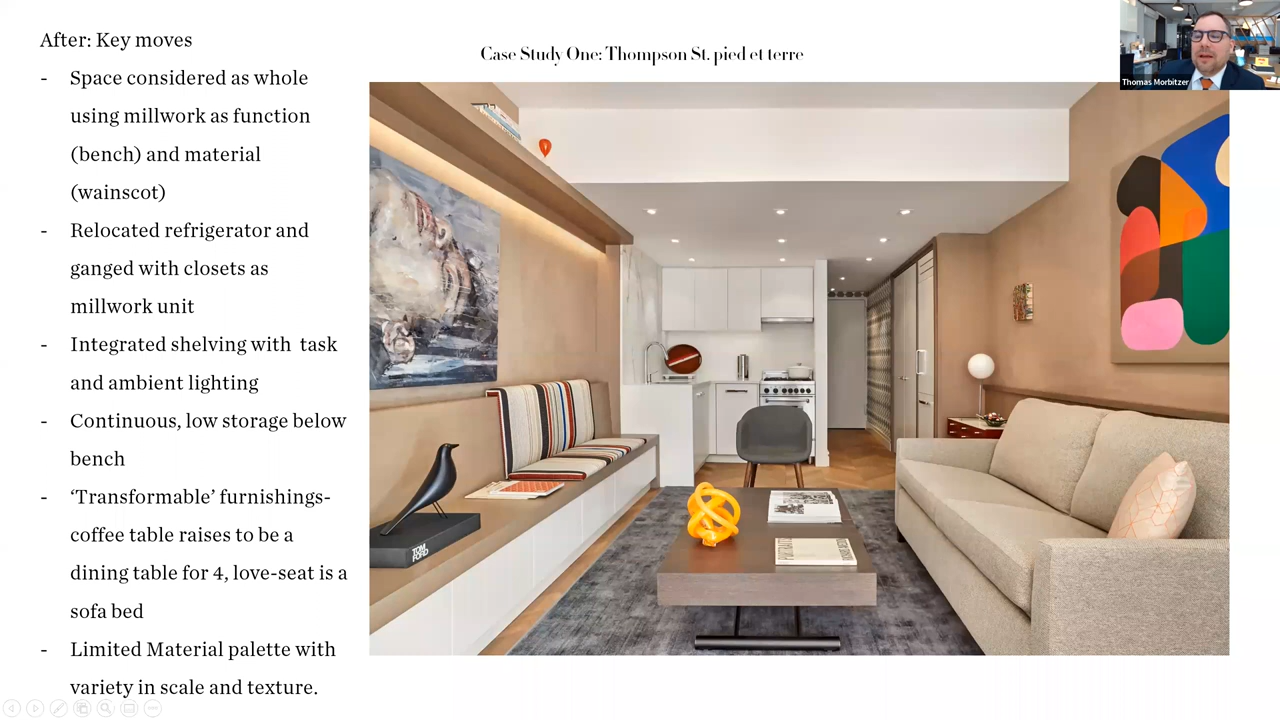 After: Key moves
- Space considered as whole
using millwork as function
(bench) and material
(wainscot)
- Relocated refrigerator and
ganged with closets as
millwork unit
- Integrated shelving with task
and ambient lighting
- Continuous, low storage below
bench
- ‘Transformable’ furnishings-
coffee table raises to be a
dining table for 4, love-seat is a
sofa bed
- Limited Material palette with
variety in scale and texture.
Case Study One: Thompson St. pied et terre
Thomas Morbitzer
TOM
FORD